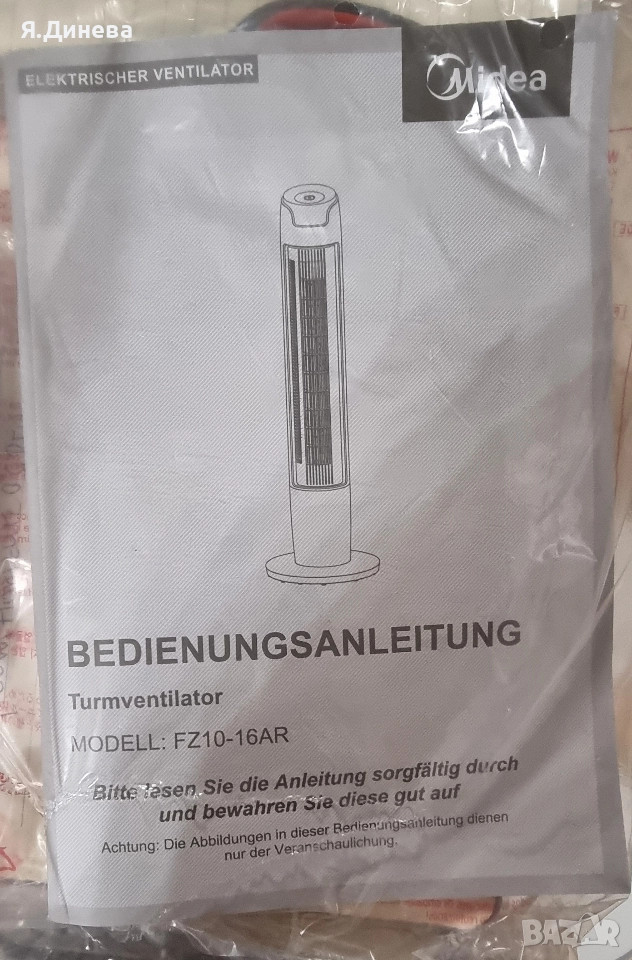 Я.Динева
ELEKTRISCHER VENTILATOR
Midea
BEDIENUNGSANLEITUNG
Turmventilator
MODELL: FZ10-16AR
Bitte lesen Sie die Anleitung sorgfältig durch
und bewahren Sie diese gut auf
Achtung: Die Abbildungen in dieser Bedienungsanleitung dienen
nur der Veranschaulichung.
BAZAR